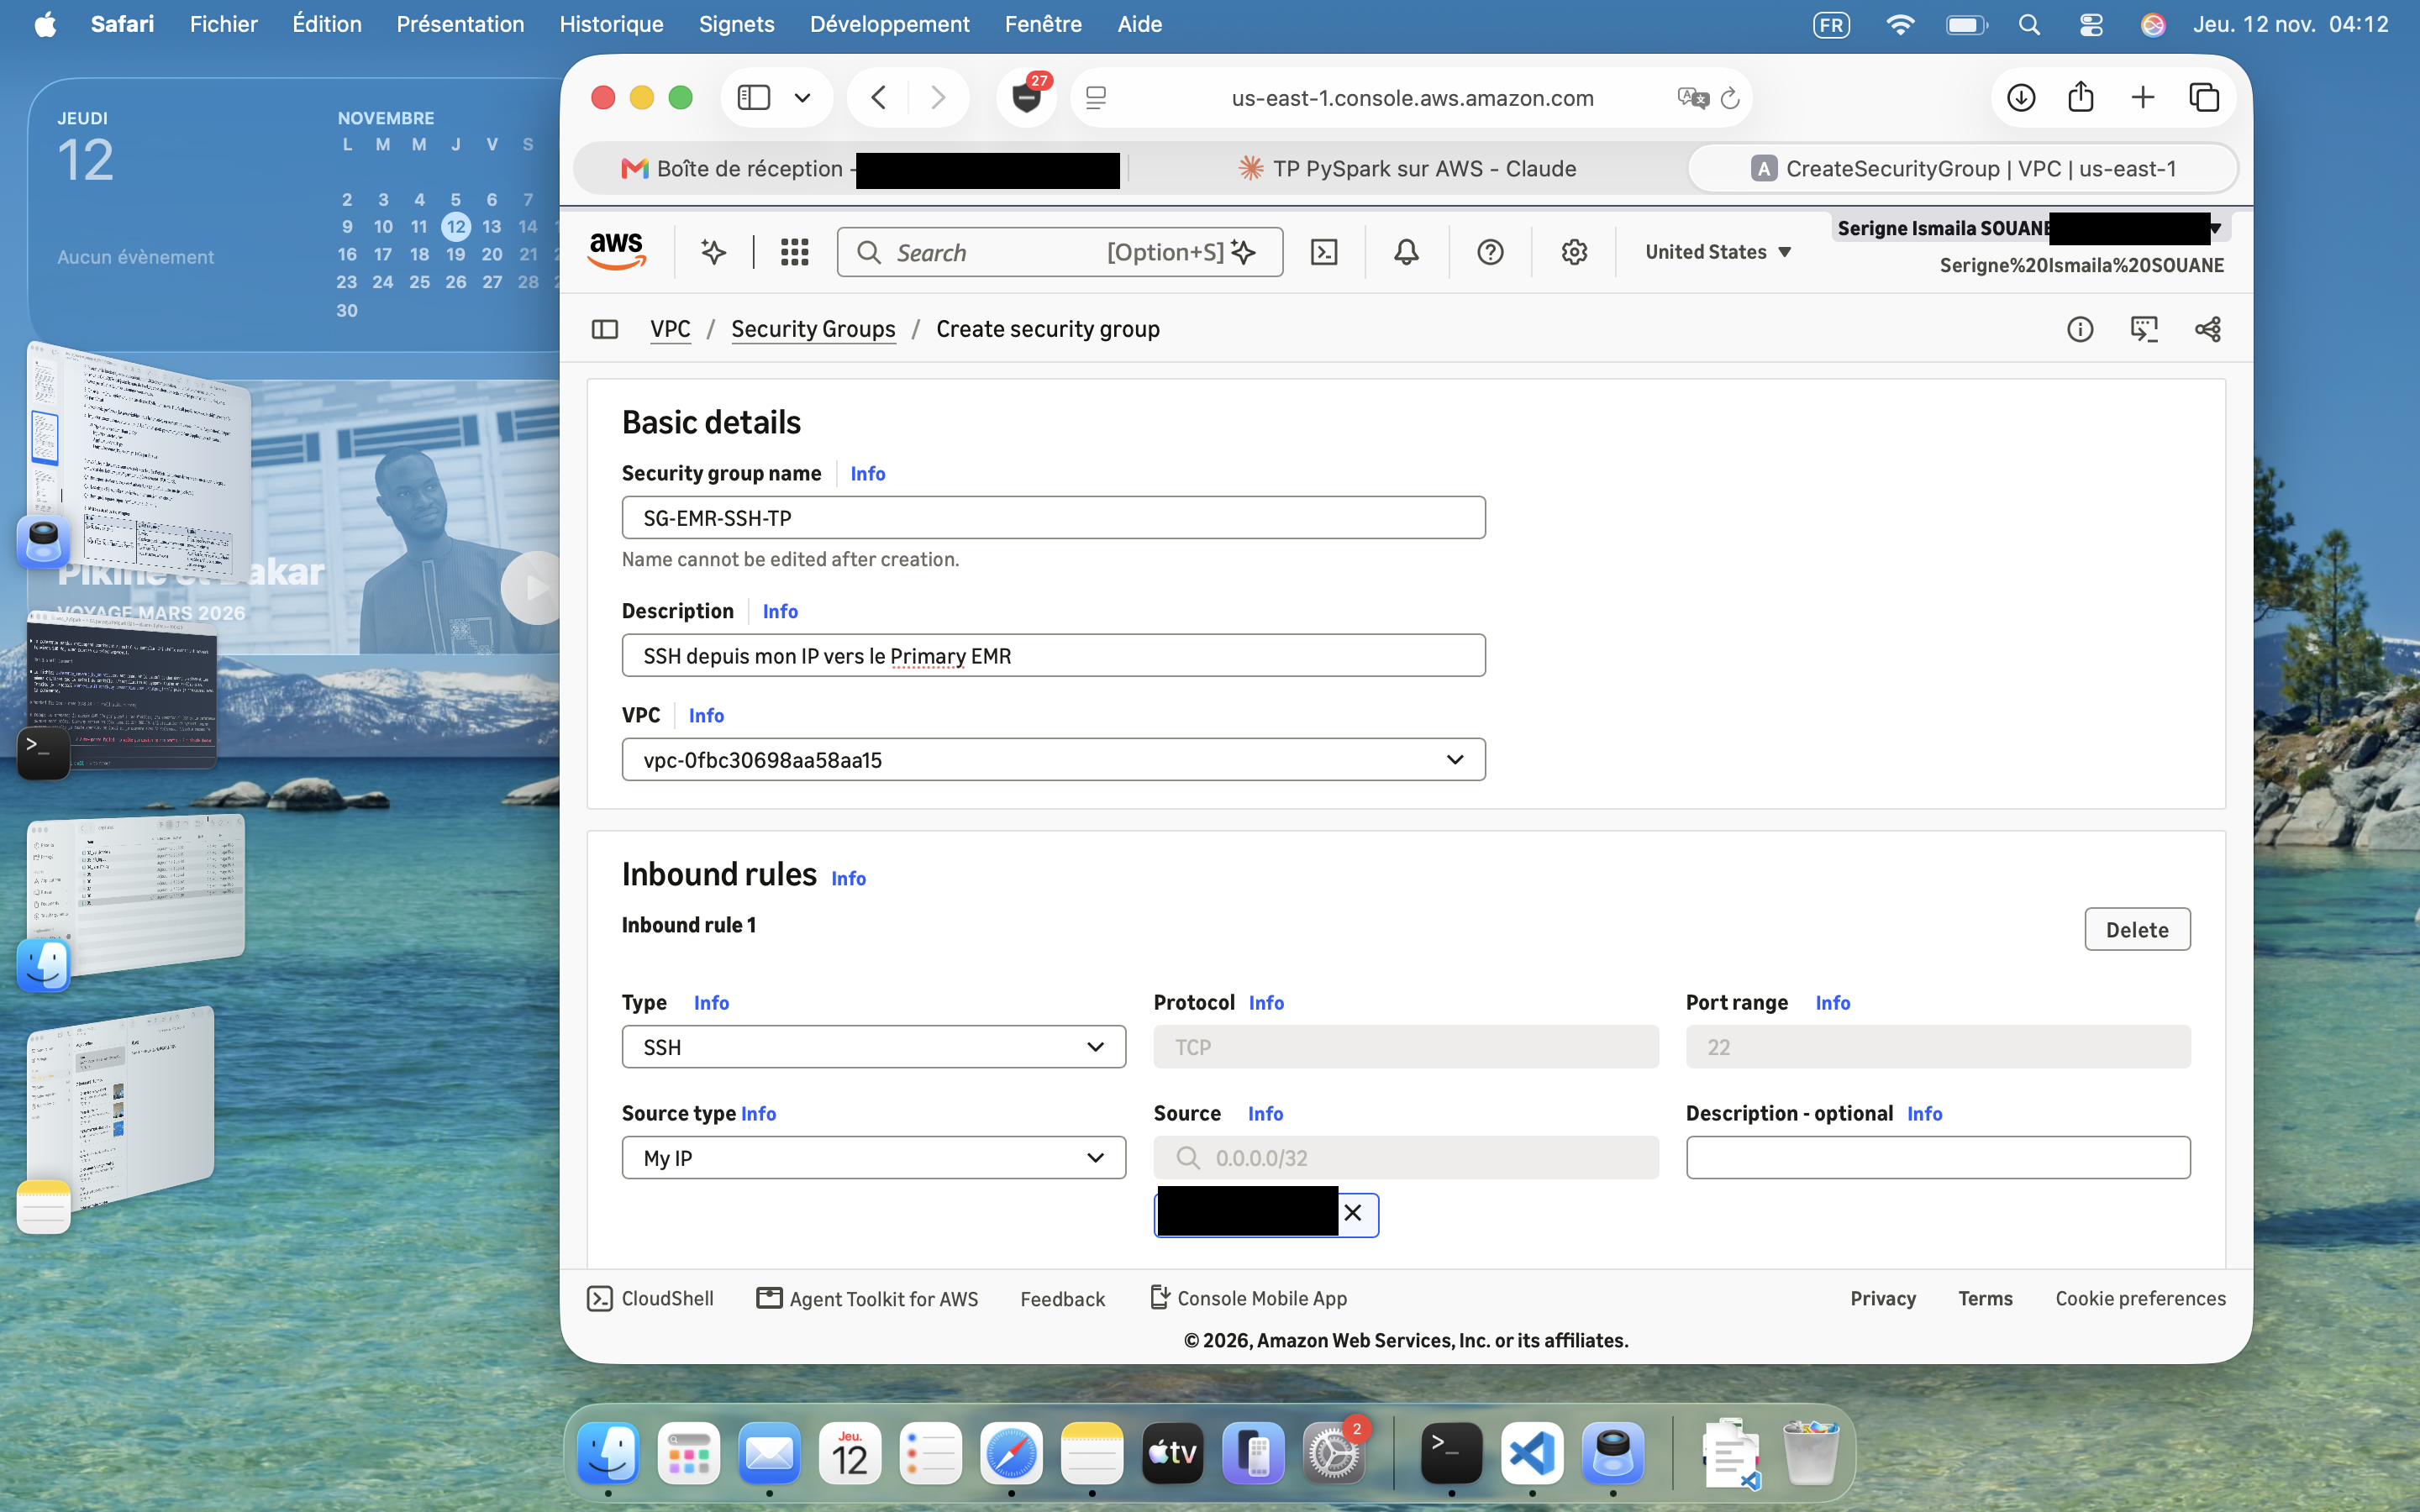 Safari Fichier Édition Présentation Historique Signets Développement Fenêtre Aide FR Jeu. 12 nov. 04:12
JEUDI
12
Aucun évènement
NOVEMBRE
L M M J V S
2 3 4 5 6 7
9 10 11 12 13 14
16 17 18 19 20 21
23 24 25 26 27 28
30
VOYAGE MARS 2026
27
us-east-1.console.aws.amazon.com
Boîte de réception -
TP PySpark sur AWS - Claude
A CreateSecurityGroup | VPC | us-east-1
aws
Search [Option+S]
United States
Serigne Ismaila SOUANE
Serigne%20Ismaila%20SOUANE
VPC / Security Groups / Create security group
Basic details
Security group name Info
SG-EMR-SSH-TP
Name cannot be edited after creation.
Description Info
SSH depuis mon IP vers le Primary EMR
VPC Info
vpc-0fbc30698aa58aa15
Inbound rules Info
Inbound rule 1
Delete
Type Info
SSH
Protocol Info
TCP
Port range Info
22
Source type Info
My IP
Source Info
0.0.0.0/32
Description - optional Info
CloudShell Agent Toolkit for AWS Feedback Console Mobile App Privacy Terms Cookie preferences
© 2026, Amazon Web Services, Inc. or its affiliates.
Jeu.
12
tv
2